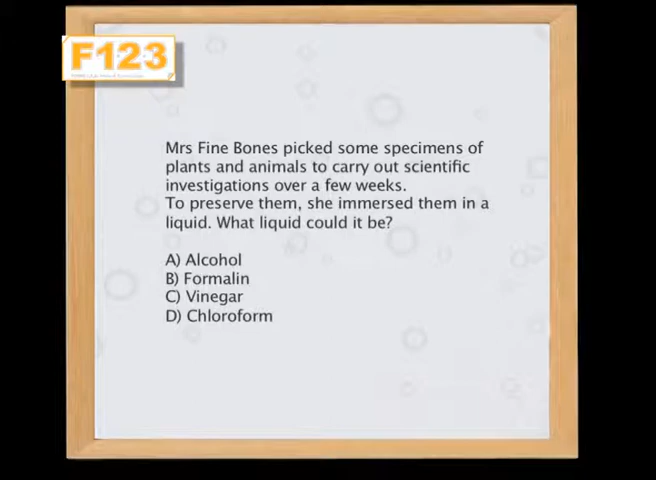 F123
Mrs Fine Bones picked some specimens of
plants and animals to carry out scientific
investigations over a few weeks.
To preserve them, she immersed them in a
liquid. What liquid could it be?
A) Alcohol
B) Formalin
C) Vinegar
D) Chloroform